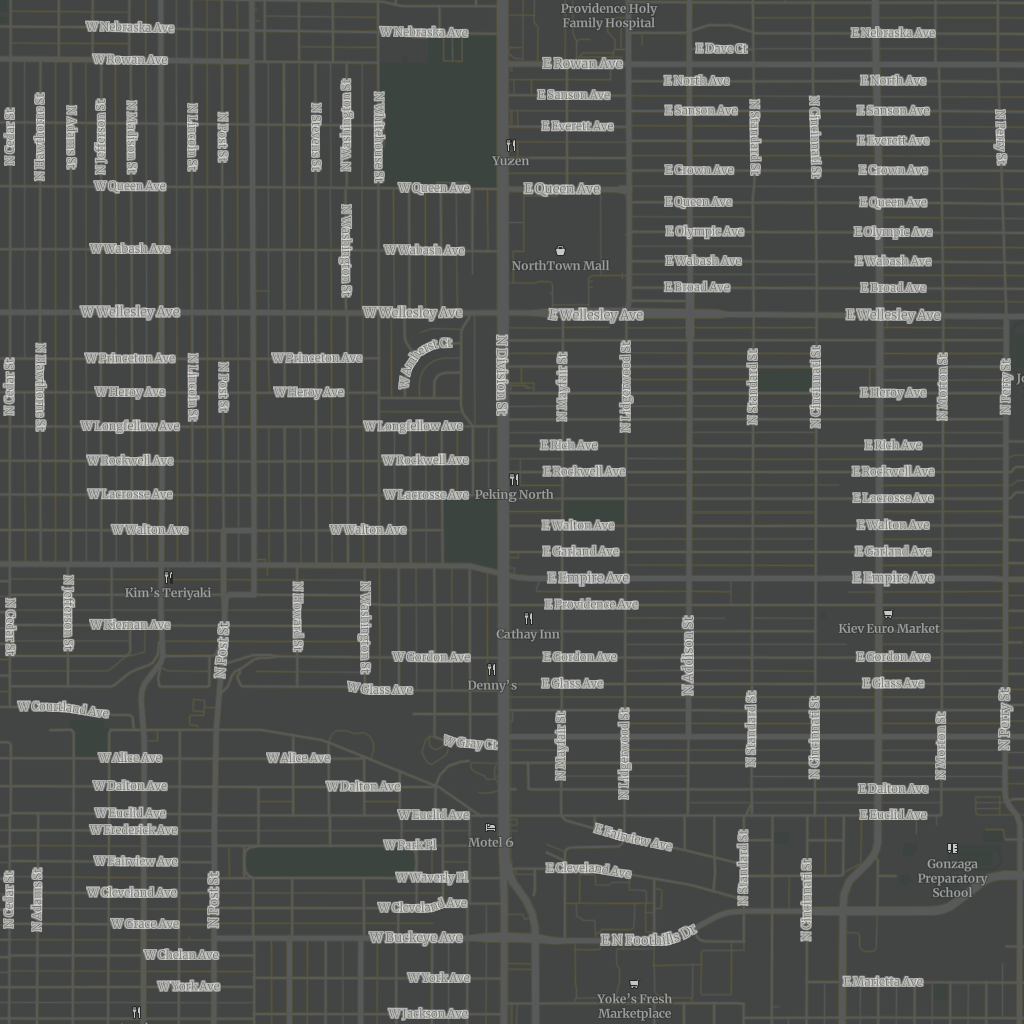 Providence Holy
Family Hospital
W Nebraska Ave
W Nebraska Ave
E Nebraska Ave
E Dave Ct
W Rowan Ave
E Rowan Ave
E North Ave
E North Ave
E Sanson Ave
E Sanson Ave
E Sanson Ave
E Everett Ave
E Everett Ave
N Cedar St
N Hawthorne St
N Adams St
N Jefferson St
N Madison St
N Lincoln St
N Post St
N Stevens St
N Washington St
N Whitehouse St
N Standard St
N Cincinnati St
N Perry St
Yuzen
E Crown Ave
E Crown Ave
W Queen Ave
W Queen Ave
E Queen Ave
E Queen Ave
E Queen Ave
N Washington St
E Olympic Ave
E Olympic Ave
W Wabash Ave
W Wabash Ave
NorthTown Mall
E Wabash Ave
E Wabash Ave
E Broad Ave
E Broad Ave
W Wellesley Ave
W Wellesley Ave
E Wellesley Ave
E Wellesley Ave
W Amherst Ct
N Division St
W Princeton Ave
W Princeton Ave
N Cedar St
N Hawthorne St
N Lincoln St
N Post St
N Mayfair St
N Lidgerwood St
N Standard St
N Cincinnati St
N Morton St
N Perry St
W Heroy Ave
W Heroy Ave
E Heroy Ave
W Longfellow Ave
W Longfellow Ave
E Rich Ave
E Rich Ave
W Rockwell Ave
W Rockwell Ave
E Rockwell Ave
E Rockwell Ave
W Lacrosse Ave
W Lacrosse Ave
Peking North
E Lacrosse Ave
W Walton Ave
W Walton Ave
E Walton Ave
E Walton Ave
E Garland Ave
E Garland Ave
E Empire Ave
E Empire Ave
Kim's Teriyaki
E Providence Ave
N Cedar St
N Jefferson St
N Howard St
N Washington St
N Post St
W Kiernan Ave
Cathay Inn
Kiev Euro Market
N Addison St
W Gordon Ave
E Gordon Ave
E Gordon Ave
Denny's
W Glass Ave
E Glass Ave
E Glass Ave
W Courtland Ave
W Gray Ct
N Mayfair St
N Lidgerwood St
N Standard St
N Cincinnati St
N Morton St
N Perry St
W Alice Ave
W Alice Ave
W Dalton Ave
W Dalton Ave
E Dalton Ave
W Euclid Ave
W Euclid Ave
E Euclid Ave
W Frederick Ave
E Fairview Ave
W Park Pl
Motel 6
W Fairview Ave
E Cleveland Ave
W Waverly Pl
Gonzaga
Preparatory
School
N Cedar St
N Adams St
N Post St
N Standard St
N Cincinnati St
W Cleveland Ave
W Cleveland Ave
W Grace Ave
W Buckeye Ave
E N Foothills Dr
W Chelan Ave
W York Ave
W York Ave
E Marietta Ave
Yoke's Fresh
Marketplace
W Jackson Ave